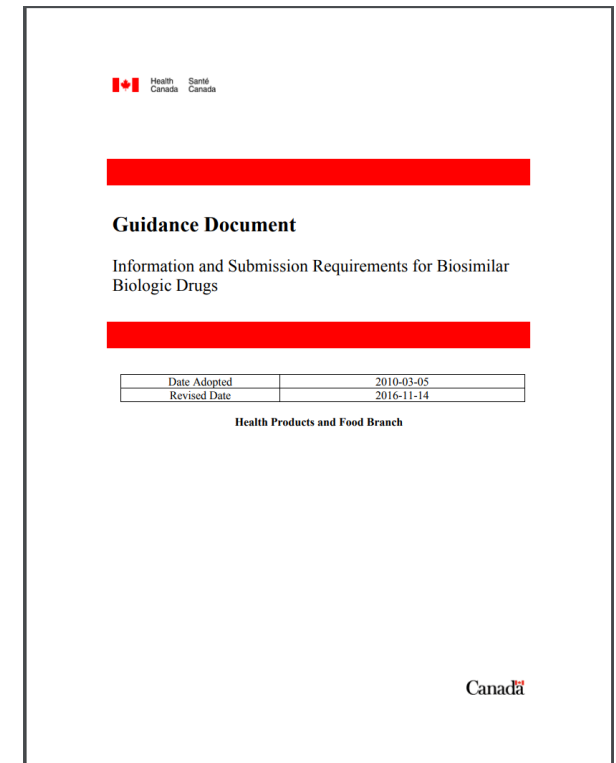 Health Santé
Canada Canada
Guidance Document
Information and Submission Requirements for Biosimilar
Biologic Drugs
Date Adopted 2010-03-05
Revised Date 2016-11-14
Health Products and Food Branch
Canada